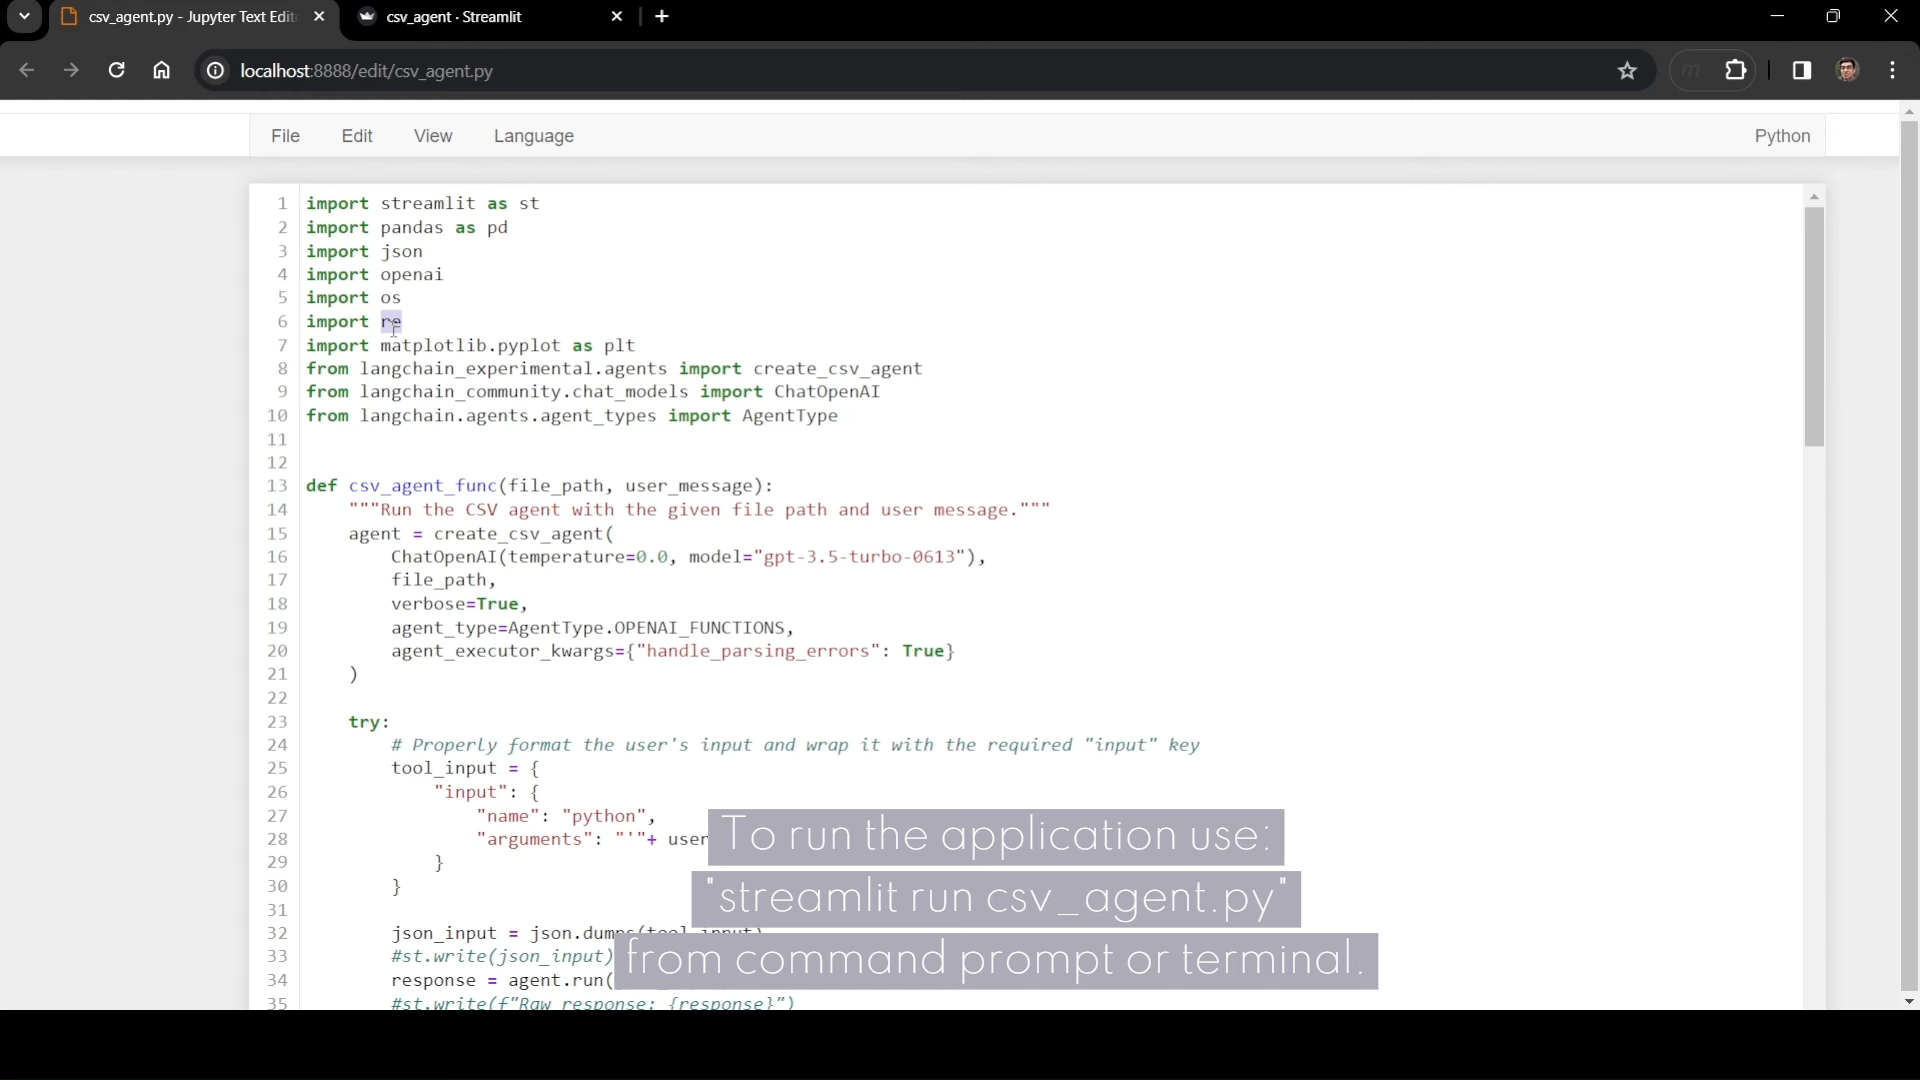 csv_agent.py - Jupyter Text Edit
csv_agent · Streamlit
localhost:8888/edit/csv_agent.py
File Edit View Language Python
1 import streamlit as st
2 import pandas as pd
3 import json
4 import openai
5 import os
6 import re
7 import matplotlib.pyplot as plt
8 from langchain_experimental.agents import create_csv_agent
9 from langchain_community.chat_models import ChatOpenAI
10 from langchain.agents.agent_types import AgentType
11
12
13 def csv_agent_func(file_path, user_message):
14 """Run the CSV agent with the given file path and user message."""
15 agent = create_csv_agent(
16 ChatOpenAI(temperature=0.0, model="gpt-3.5-turbo-0613"),
17 file_path,
18 verbose=True,
19 agent_type=AgentType.OPENAI_FUNCTIONS,
20 agent_executor_kwargs={"handle_parsing_errors": True}
21 )
22
23 try:
24 # Properly format the user's input and wrap it with the required "input" key
25 tool_input = {
26 "input": {
27 "name": "python",
28 "arguments": "'"+ user
29 }
30 }
31
32 json_input = json.dumps(tool_input)
33 #st.write(json_input)
34 response = agent.run(
35 #st.write(f"Raw response: {response}")
To run the application use:
"streamlit run csv_agent.py"
from command prompt or terminal.